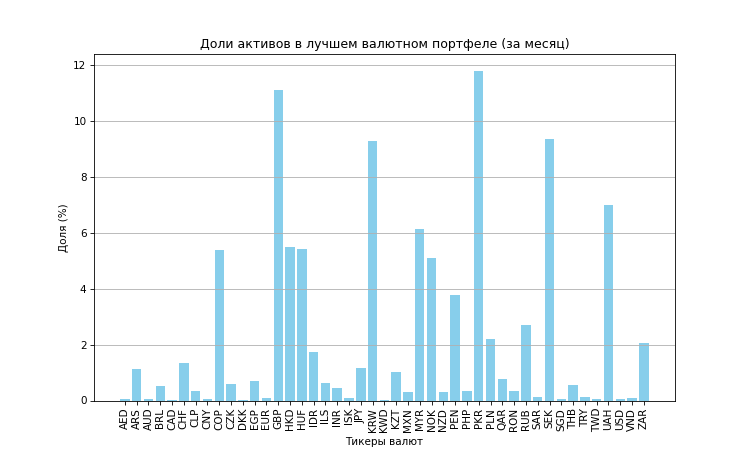 Доли активов в лучшем валютном портфеле (за месяц)
Доля (%)
12
10
8
6
4
2
0
AED ARS AUD BRL CAD CHF CLP CNY COP CZK DKK EGP EUR GBP HKD HUF IDR ILS INR ISK JPY KRW KWD KZT MXN MYR NOK NZD PEN PHP PKR PLN QAR RON RUB SAR SEK SGD THB TRY TWD UAH USD VND ZAR
Тикеры валют